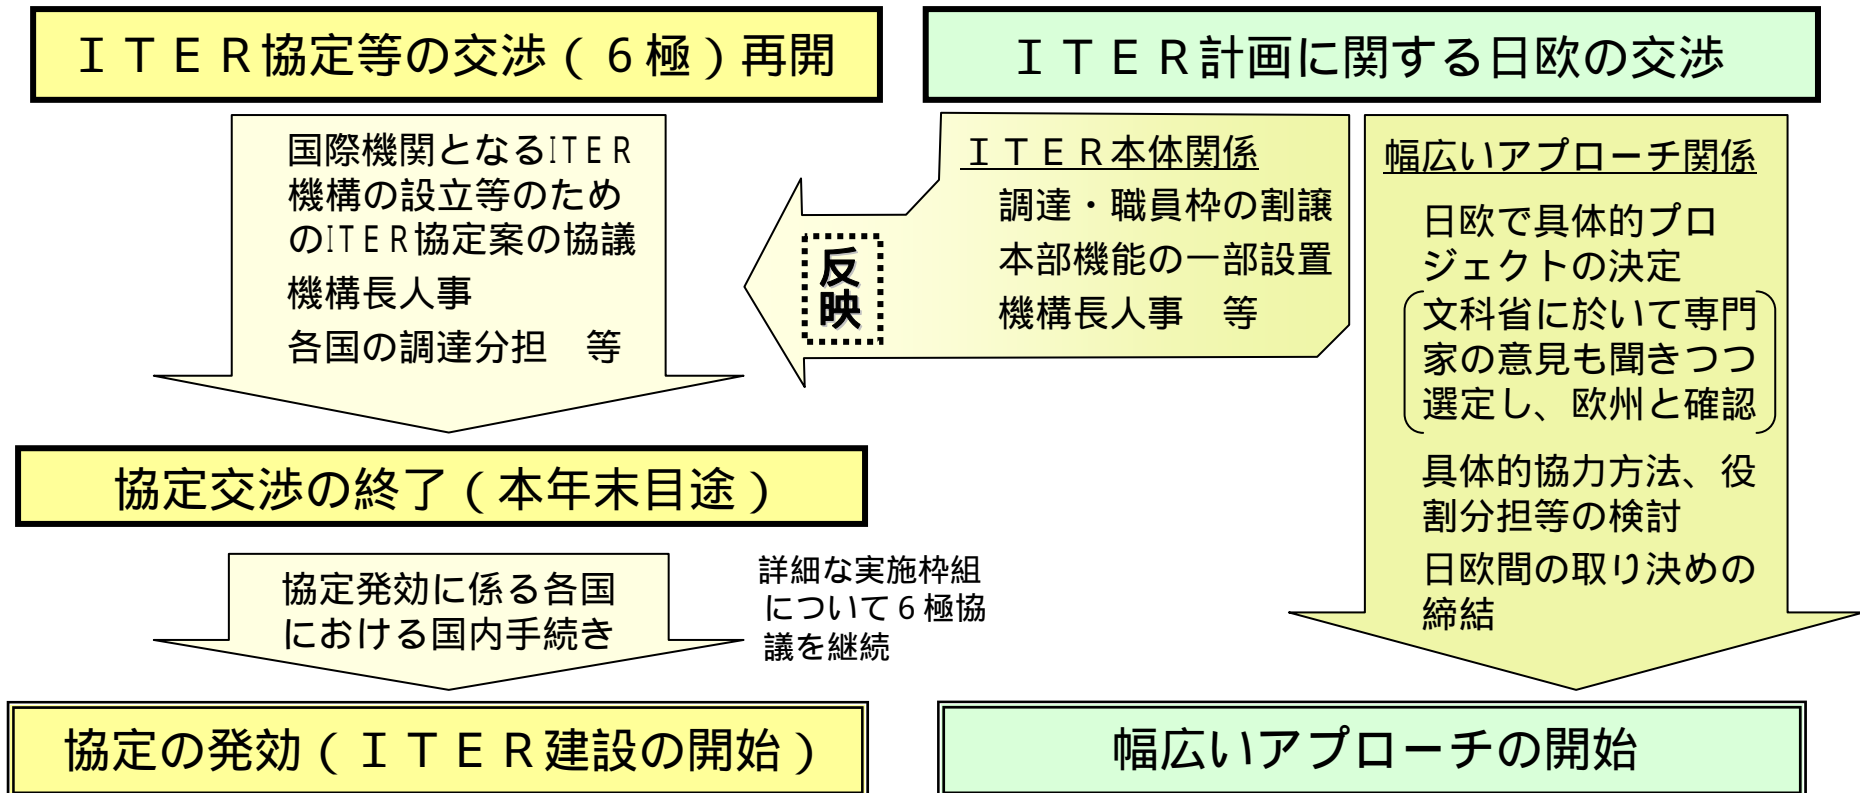 ＩＴＥＲ協定等の交渉（６極）再開
国際機関となるITER
機構の設立等のため
のITER協定案の協議
機構長人事
各国の調達分担　等
協定交渉の終了（本年末目途）
協定発効に係る各国
における国内手続き
詳細な実施枠組
について６極協
議を継続
協定の発効（ＩＴＥＲ建設の開始）
ＩＴＥＲ計画に関する日欧の交渉
ＩＴＥＲ本体関係
調達・職員枠の割譲
本部機能の一部設置
機構長人事　等
反
映
幅広いアプローチ関係
日欧で具体的プロ
ジェクトの決定
文科省に於いて専門
家の意見も聞きつつ
選定し、欧州と確認
具体的協力方法、役
割分担等の検討
日欧間の取り決めの
締結
幅広いアプローチの開始